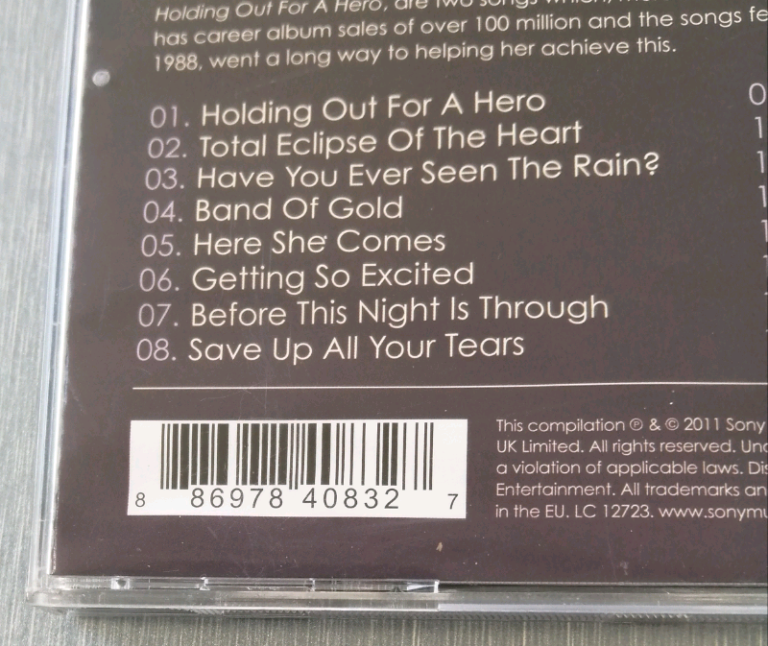 Holding Out For A Hero, are two songs which,
has career album sales of over 100 million and the songs fe
1988, went a long way to helping her achieve this.
01. Holding Out For A Hero
02. Total Eclipse Of The Heart
03. Have You Ever Seen The Rain?
04. Band Of Gold
05. Here She Comes
06. Getting So Excited
07. Before This Night Is Through
08. Save Up All Your Tears
8 86978 40832 7
This compilation ℗ & © 2011 Sony
UK Limited. All rights reserved. Una
a violation of applicable laws. Dis
Entertainment. All trademarks an
in the EU. LC 12723. www.sonymu